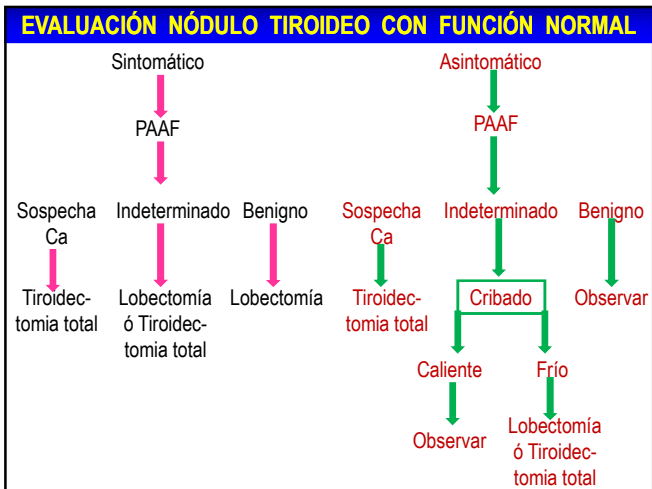 EVALUACIÓN NÓDULO TIROIDEO CON FUNCIÓN NORMAL
Sintomático
PAAF
Sospecha
Ca
Indeterminado
Benigno
Tiroidec-
tomia total
Lobectomía
ó Tiroidec-
tomia total
Lobectomía
Asintomático
PAAF
Sospecha
Ca
Indeterminado
Benigno
Tiroidec-
tomia total
Cribado
Observar
Caliente
Frío
Observar
Lobectomía
ó Tiroidec-
tomia total